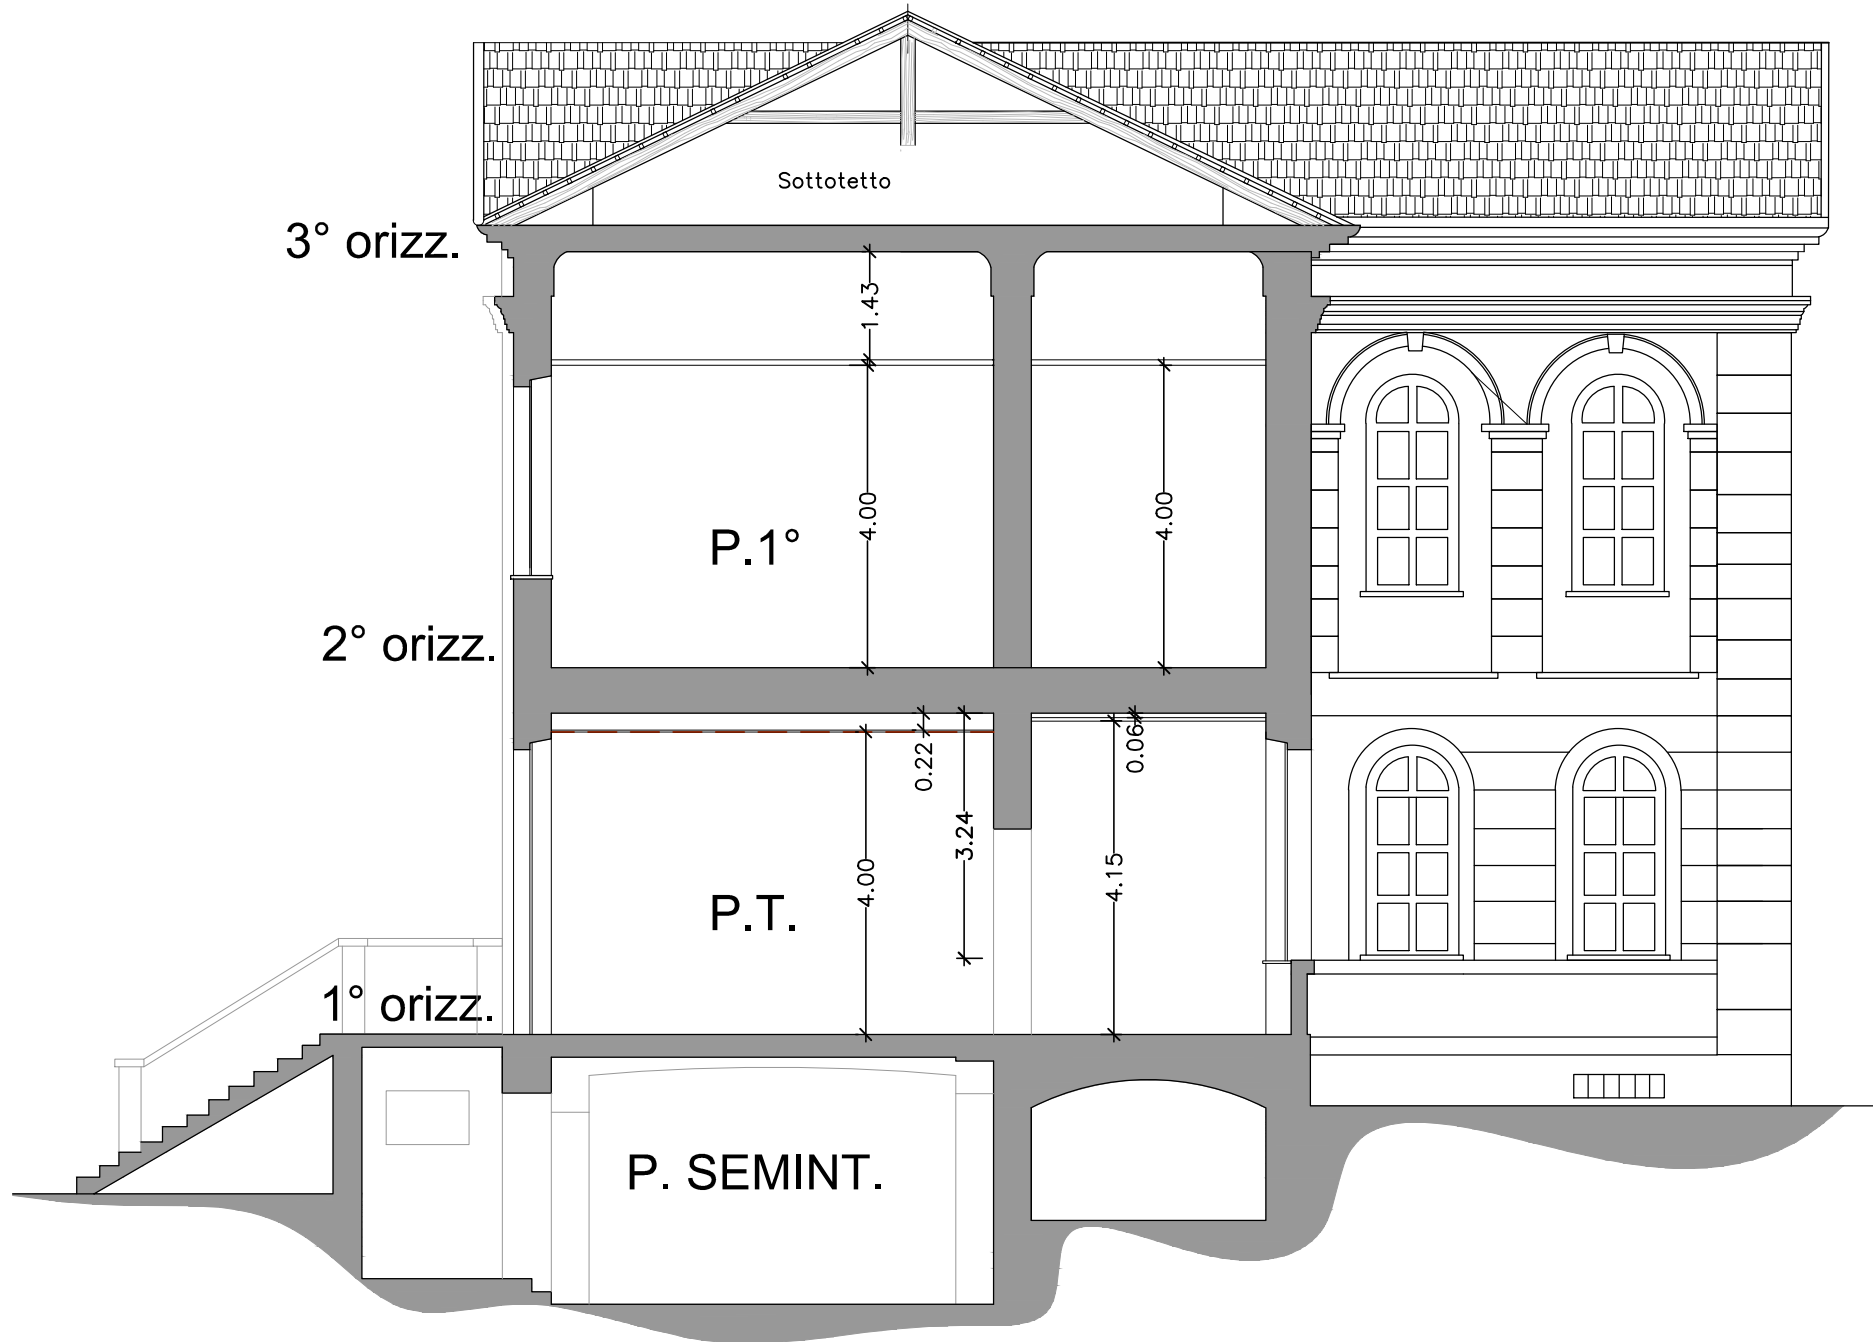 Sottotetto
3° orizz.
1.43
4.00
4.00
P.1°
2° orizz.
0.22
0.06
3.24
4.00
4.15
P.T.
1° orizz.
P. SEMINT.